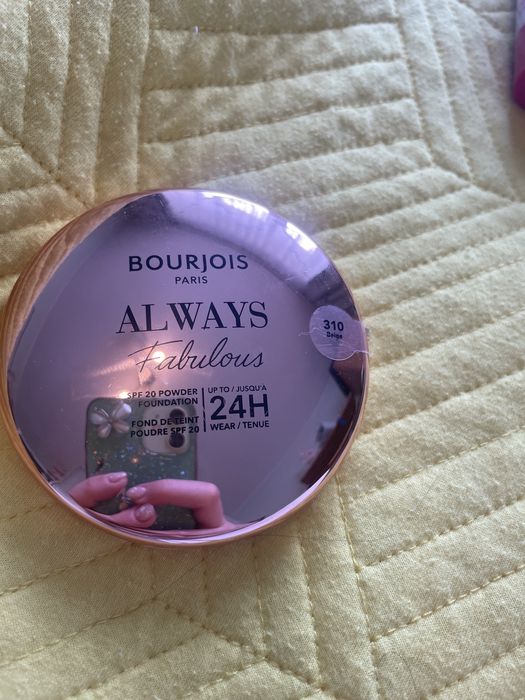 BOURJOIS
PARIS
ALWAYS
Fabulous
310
Beige
SPF 20 POWDER
FOUNDATION
FOND DE TEINT
POUDRE SPF 20
UP TO / JUSQU'A
24H
WEAR / TENUE